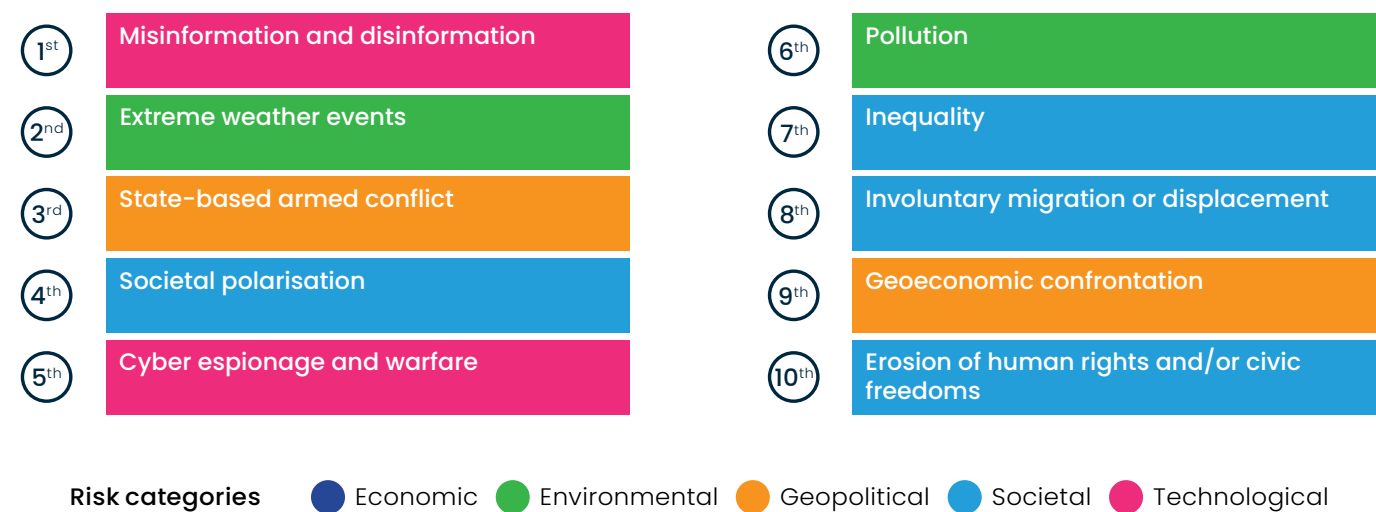 1st Misinformation and disinformation
2nd Extreme weather events
3rd State-based armed conflict
4th Societal polarisation
5th Cyber espionage and warfare
6th Pollution
7th Inequality
8th Involuntary migration or displacement
9th Geoeconomic confrontation
10th Erosion of human rights and/or civic
freedoms
Risk categories Economic Environmental Geopolitical Societal Technological